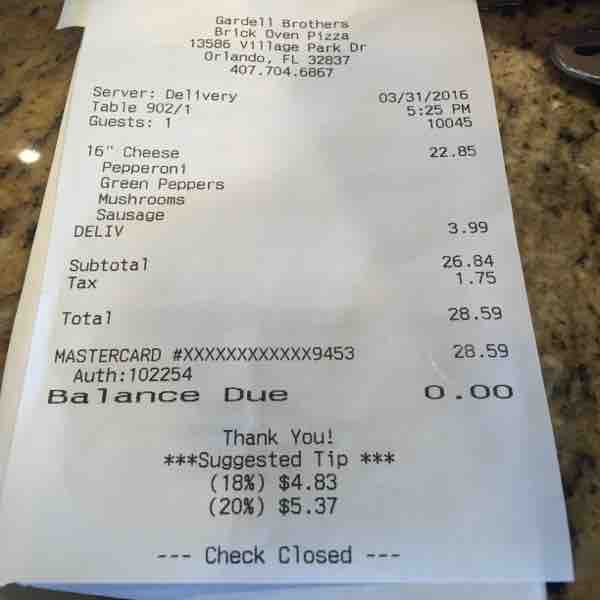 Gardell Brothers
Brick Oven Pizza
13586 Village Park Dr
Orlando, FL 32837
407.704.6867
Server: Delivery 03/31/2016
Table 902/1 5:25 PM
Guests: 1 10045
16" Cheese 22.85
Pepperoni
Green Peppers
Mushrooms
Sausage
DELIV 3.99
Subtotal 26.84
Tax 1.75
Total 28.59
MASTERCARD #XXXXXXXXXXXX9453 28.59
Auth:102254
Balance Due 0.00
Thank You!
***Suggested Tip ***
(18%) $4.83
(20%) $5.37
--- Check Closed ---